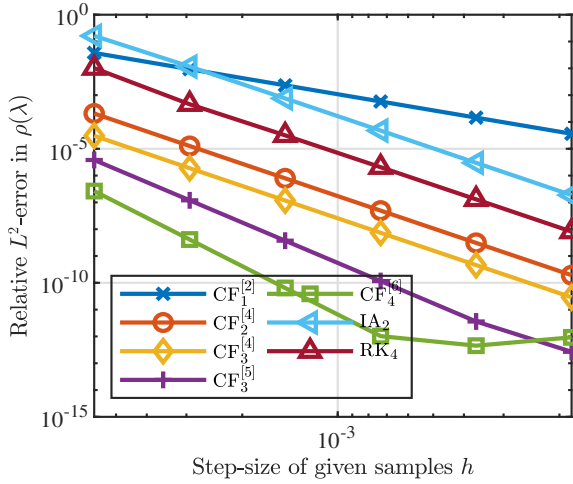 10^0
10^-5
10^-10
10^-15
Relative L^2-error in ρ(λ)
CF_1^[2]
CF_2^[4]
CF_3^[4]
CF_3^[5]
CF_4^[6]
IA_2
RK_4
10^-3
Step-size of given samples h